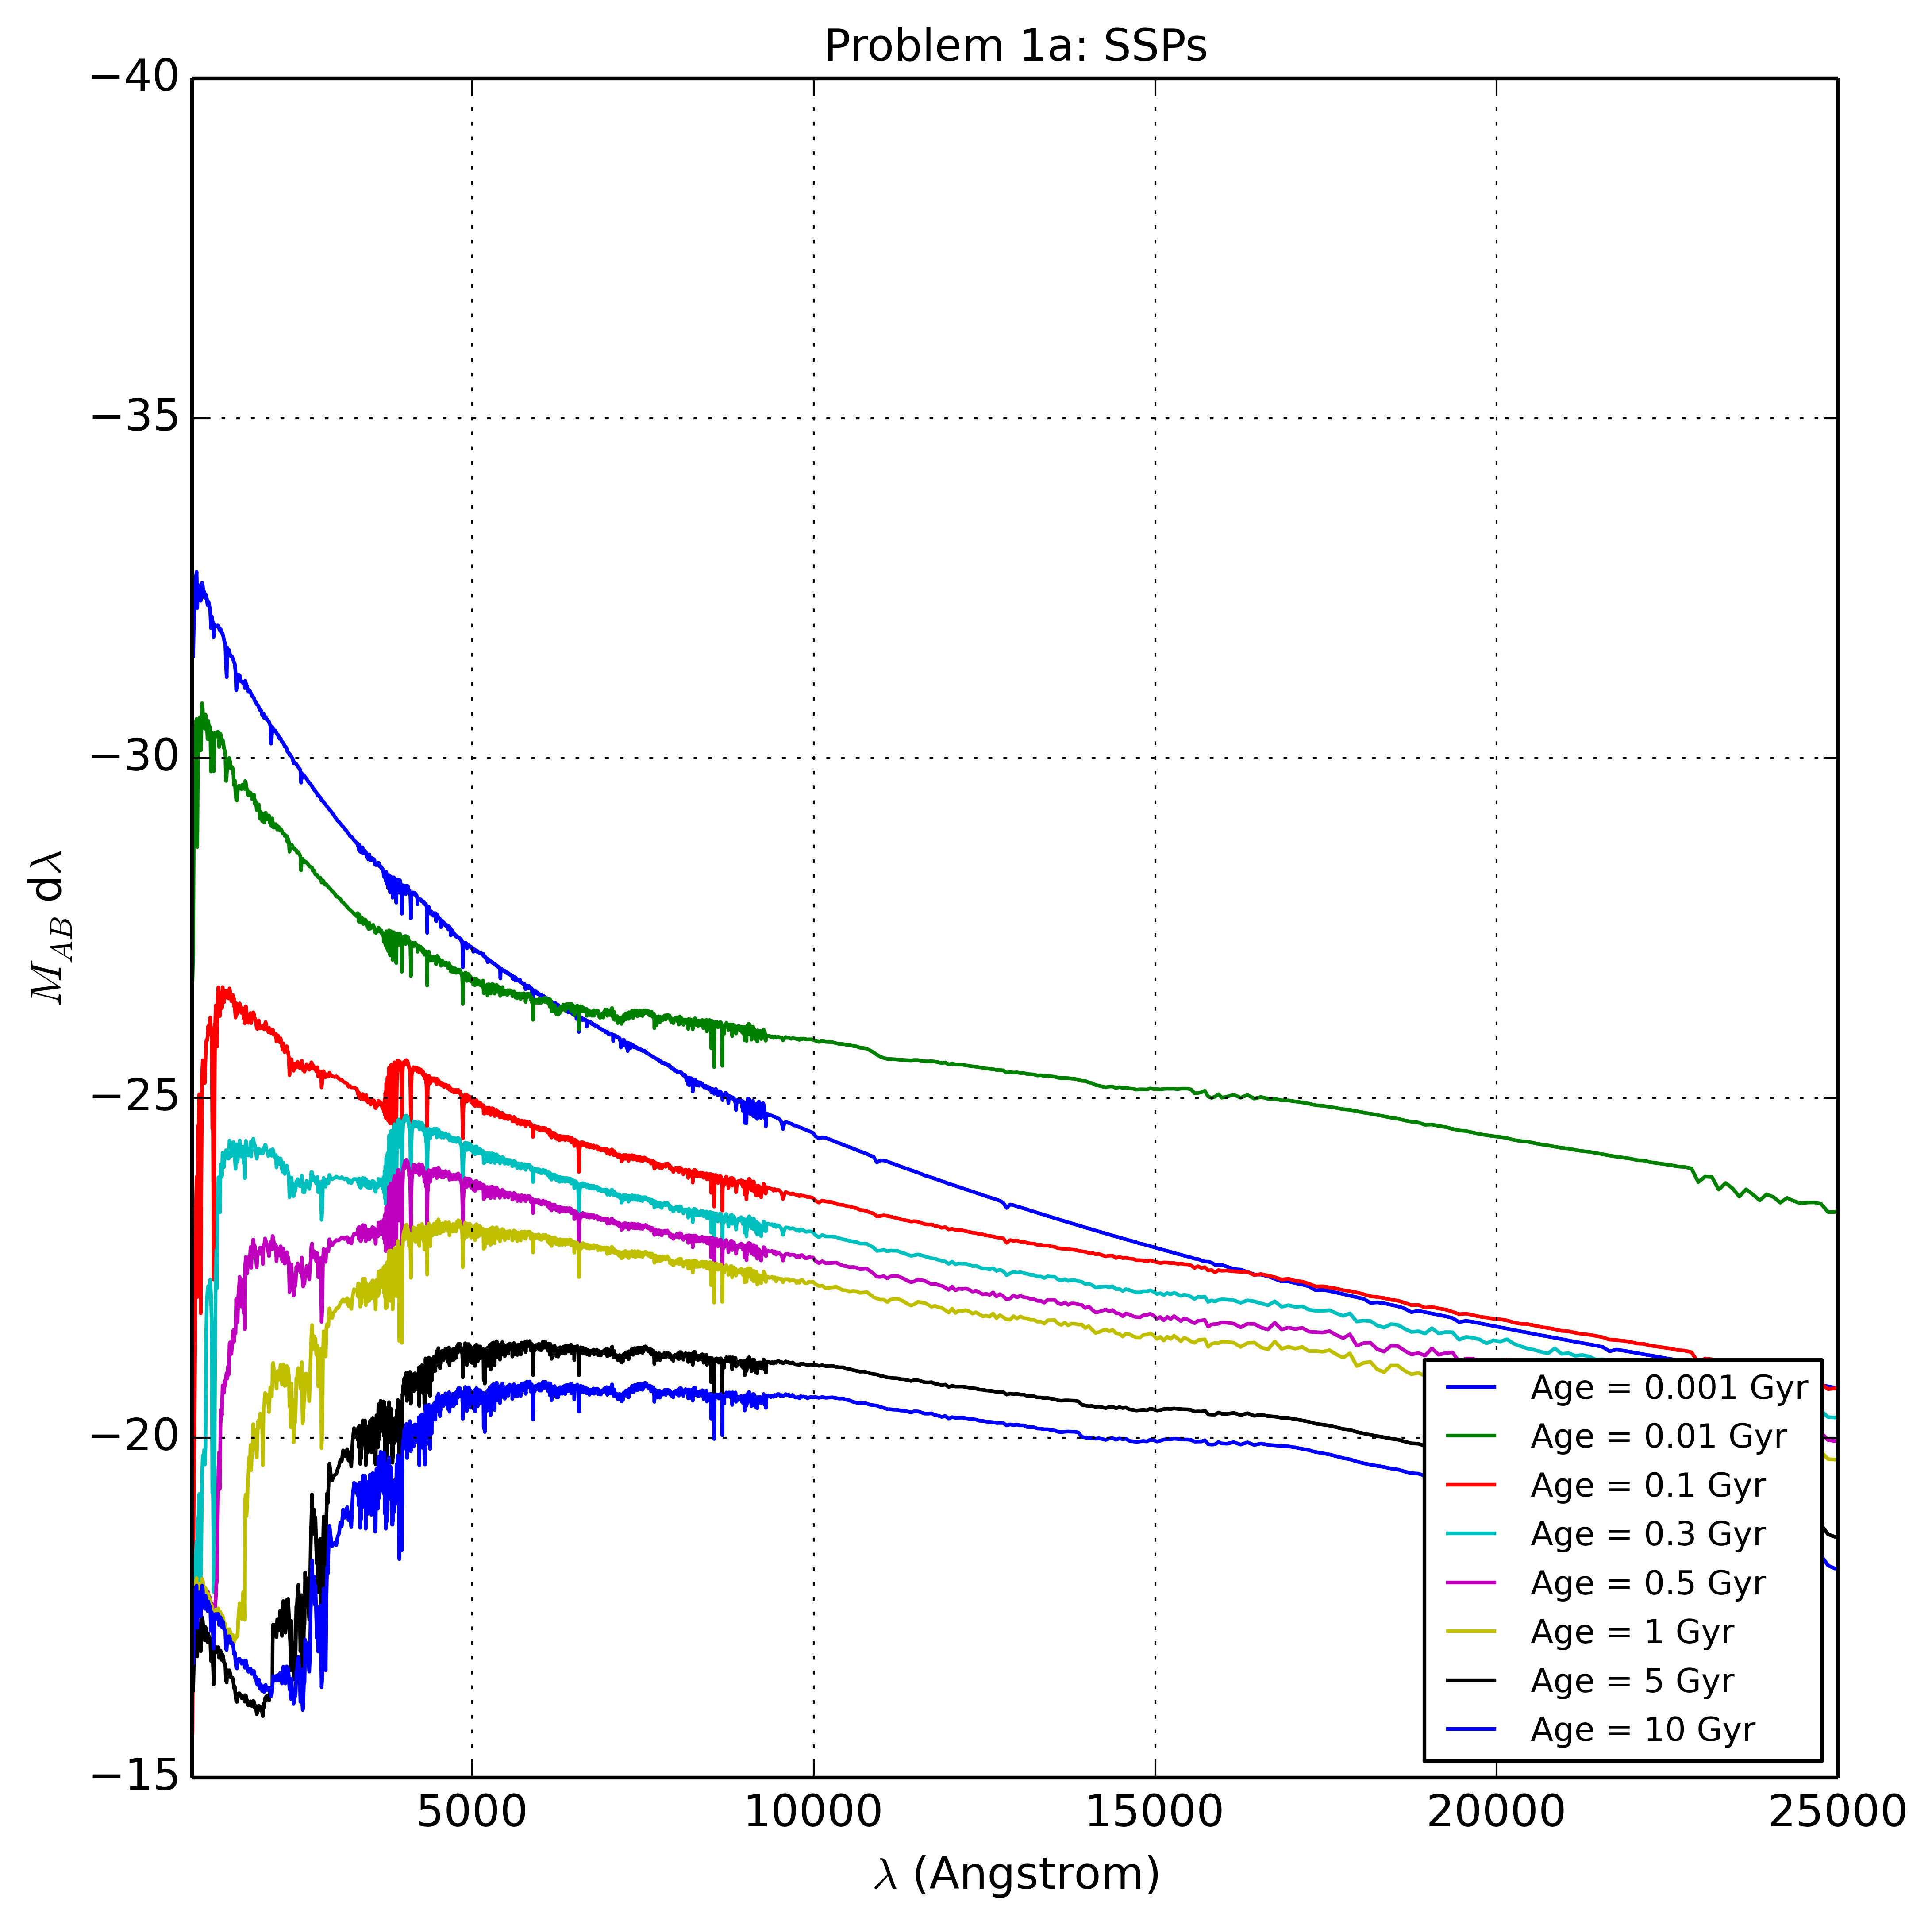 Problem 1a: SSPs
−40
−35
−30
−25
−20
−15
M_AB dλ
5000
10000
15000
20000
25000
λ (Angstrom)
Age = 0.001 Gyr
Age = 0.01 Gyr
Age = 0.1 Gyr
Age = 0.3 Gyr
Age = 0.5 Gyr
Age = 1 Gyr
Age = 5 Gyr
Age = 10 Gyr